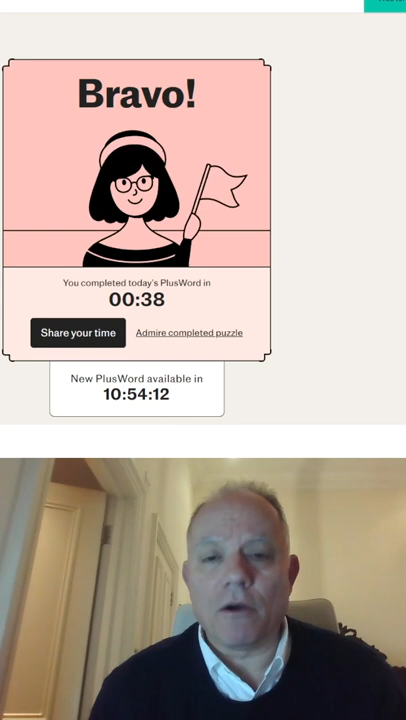 Bravo!
You completed today's PlusWord in
00:38
Share your time
Admire completed puzzle
New PlusWord available in
10:54:12